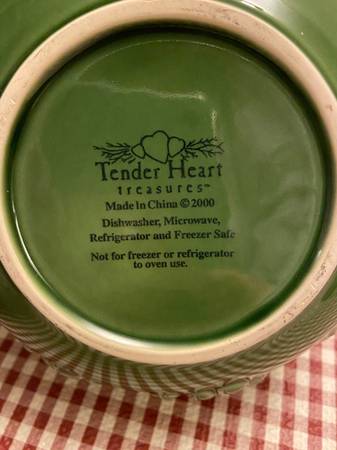 Tender Heart
treasures™
Made In China © 2000
Dishwasher, Microwave,
Refrigerator and Freezer Safe
Not for freezer or refrigerator
to oven use.